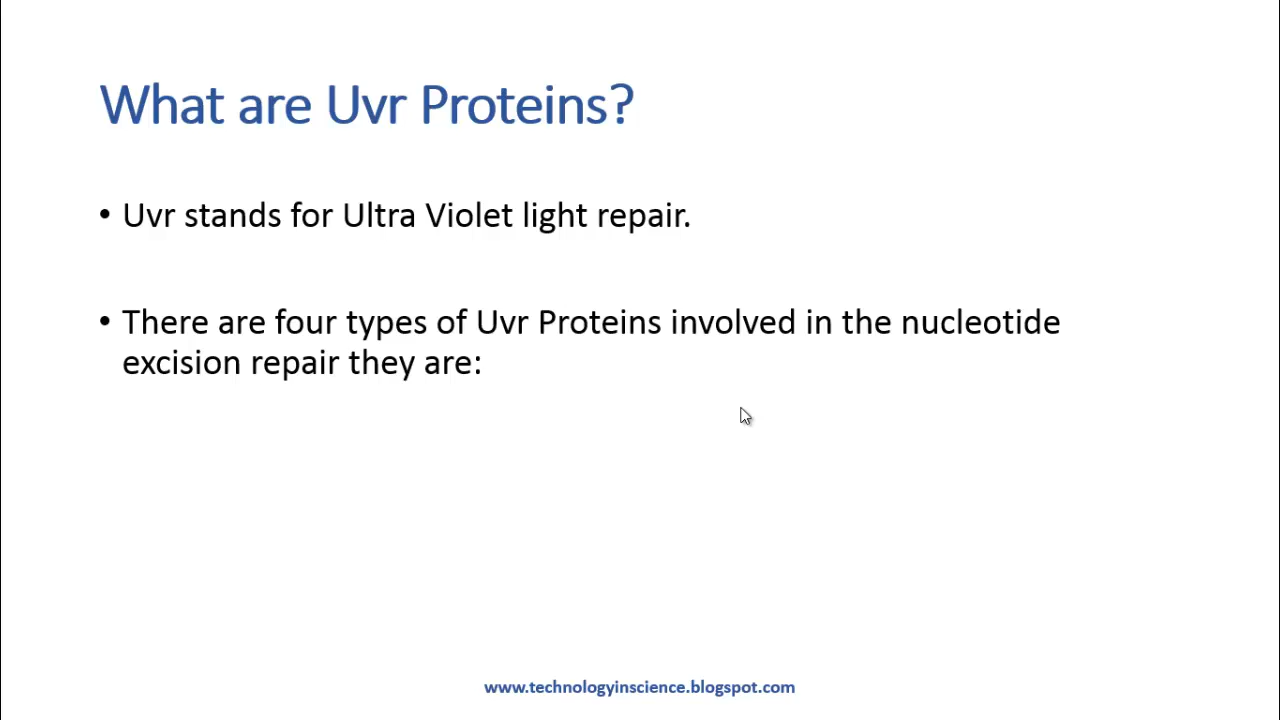 What are Uvr Proteins?
• Uvr stands for Ultra Violet light repair.
• There are four types of Uvr Proteins involved in the nucleotide
excision repair they are:
www.technologyinscience.blogspot.com